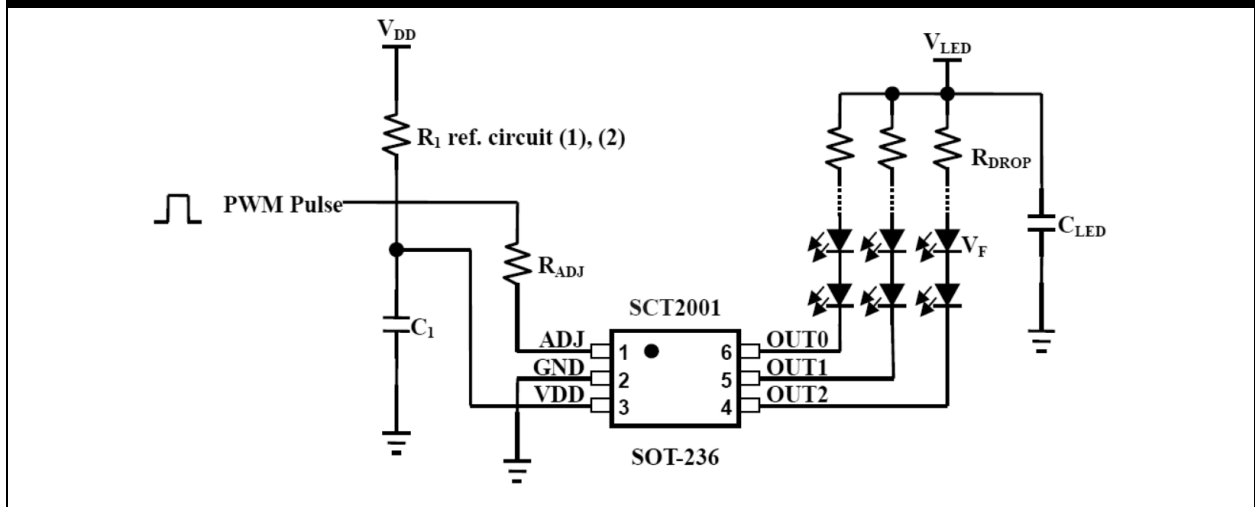 VDD
VLED
R1 ref. circuit (1), (2)
RDROP
PWM Pulse
CLED
VF
RADJ
SCT2001
C1
ADJ
1
6
OUT0
GND
2
5
OUT1
VDD
3
4
OUT2
SOT-236